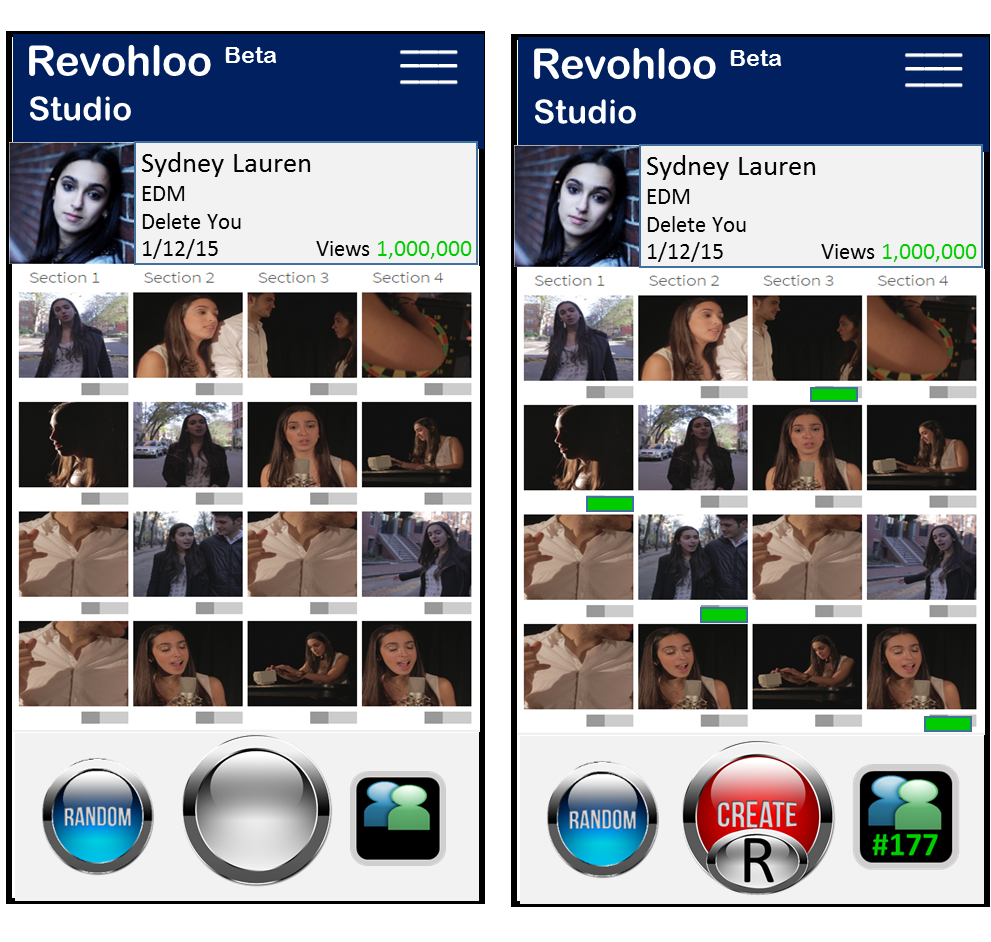 Revohloo Beta
Studio
Sydney Lauren
EDM
Delete You
1/12/15 Views 1,000,000
Section 1 Section 2 Section 3 Section 4
RANDOM
Revohloo Beta
Studio
Sydney Lauren
EDM
Delete You
1/12/15 Views 1,000,000
Section 1 Section 2 Section 3 Section 4
RANDOM
CREATE
R
#177